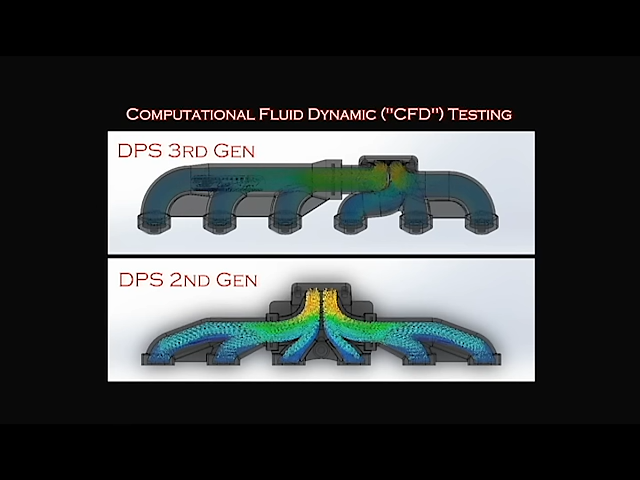 Computational Fluid Dynamic ("CFD") Testing
DPS 3rd Gen
DPS 2nd Gen